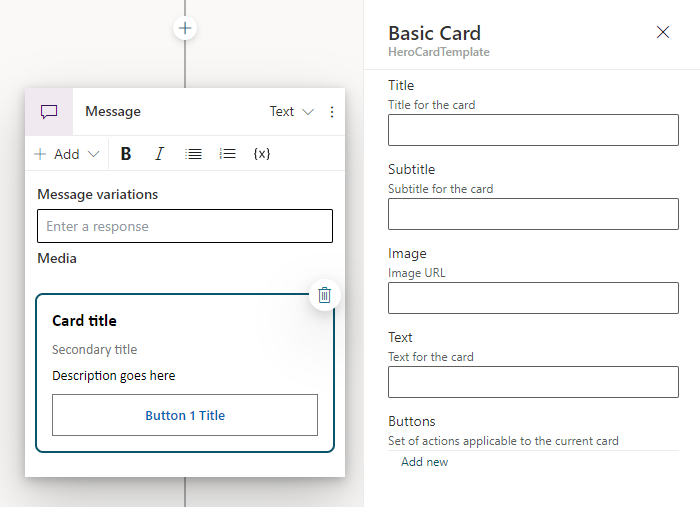 Message
Text
Add
B
I
{x}
Message variations
Enter a response
Media
Card title
Secondary title
Description goes here
Button 1 Title
Basic Card
HeroCardTemplate
Title
Title for the card
Subtitle
Subtitle for the card
Image
Image URL
Text
Text for the card
Buttons
Set of actions applicable to the current card
Add new